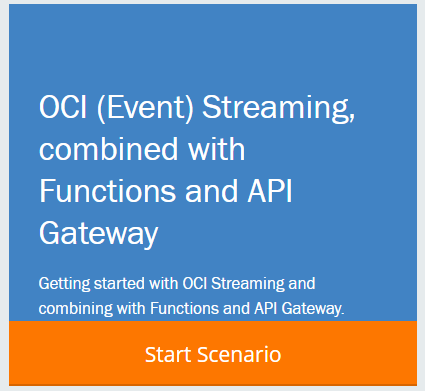 OCI (Event) Streaming,
combined with
Functions and API
Gateway
Getting started with OCI Streaming and
combining with Functions and API Gateway.
Start Scenario